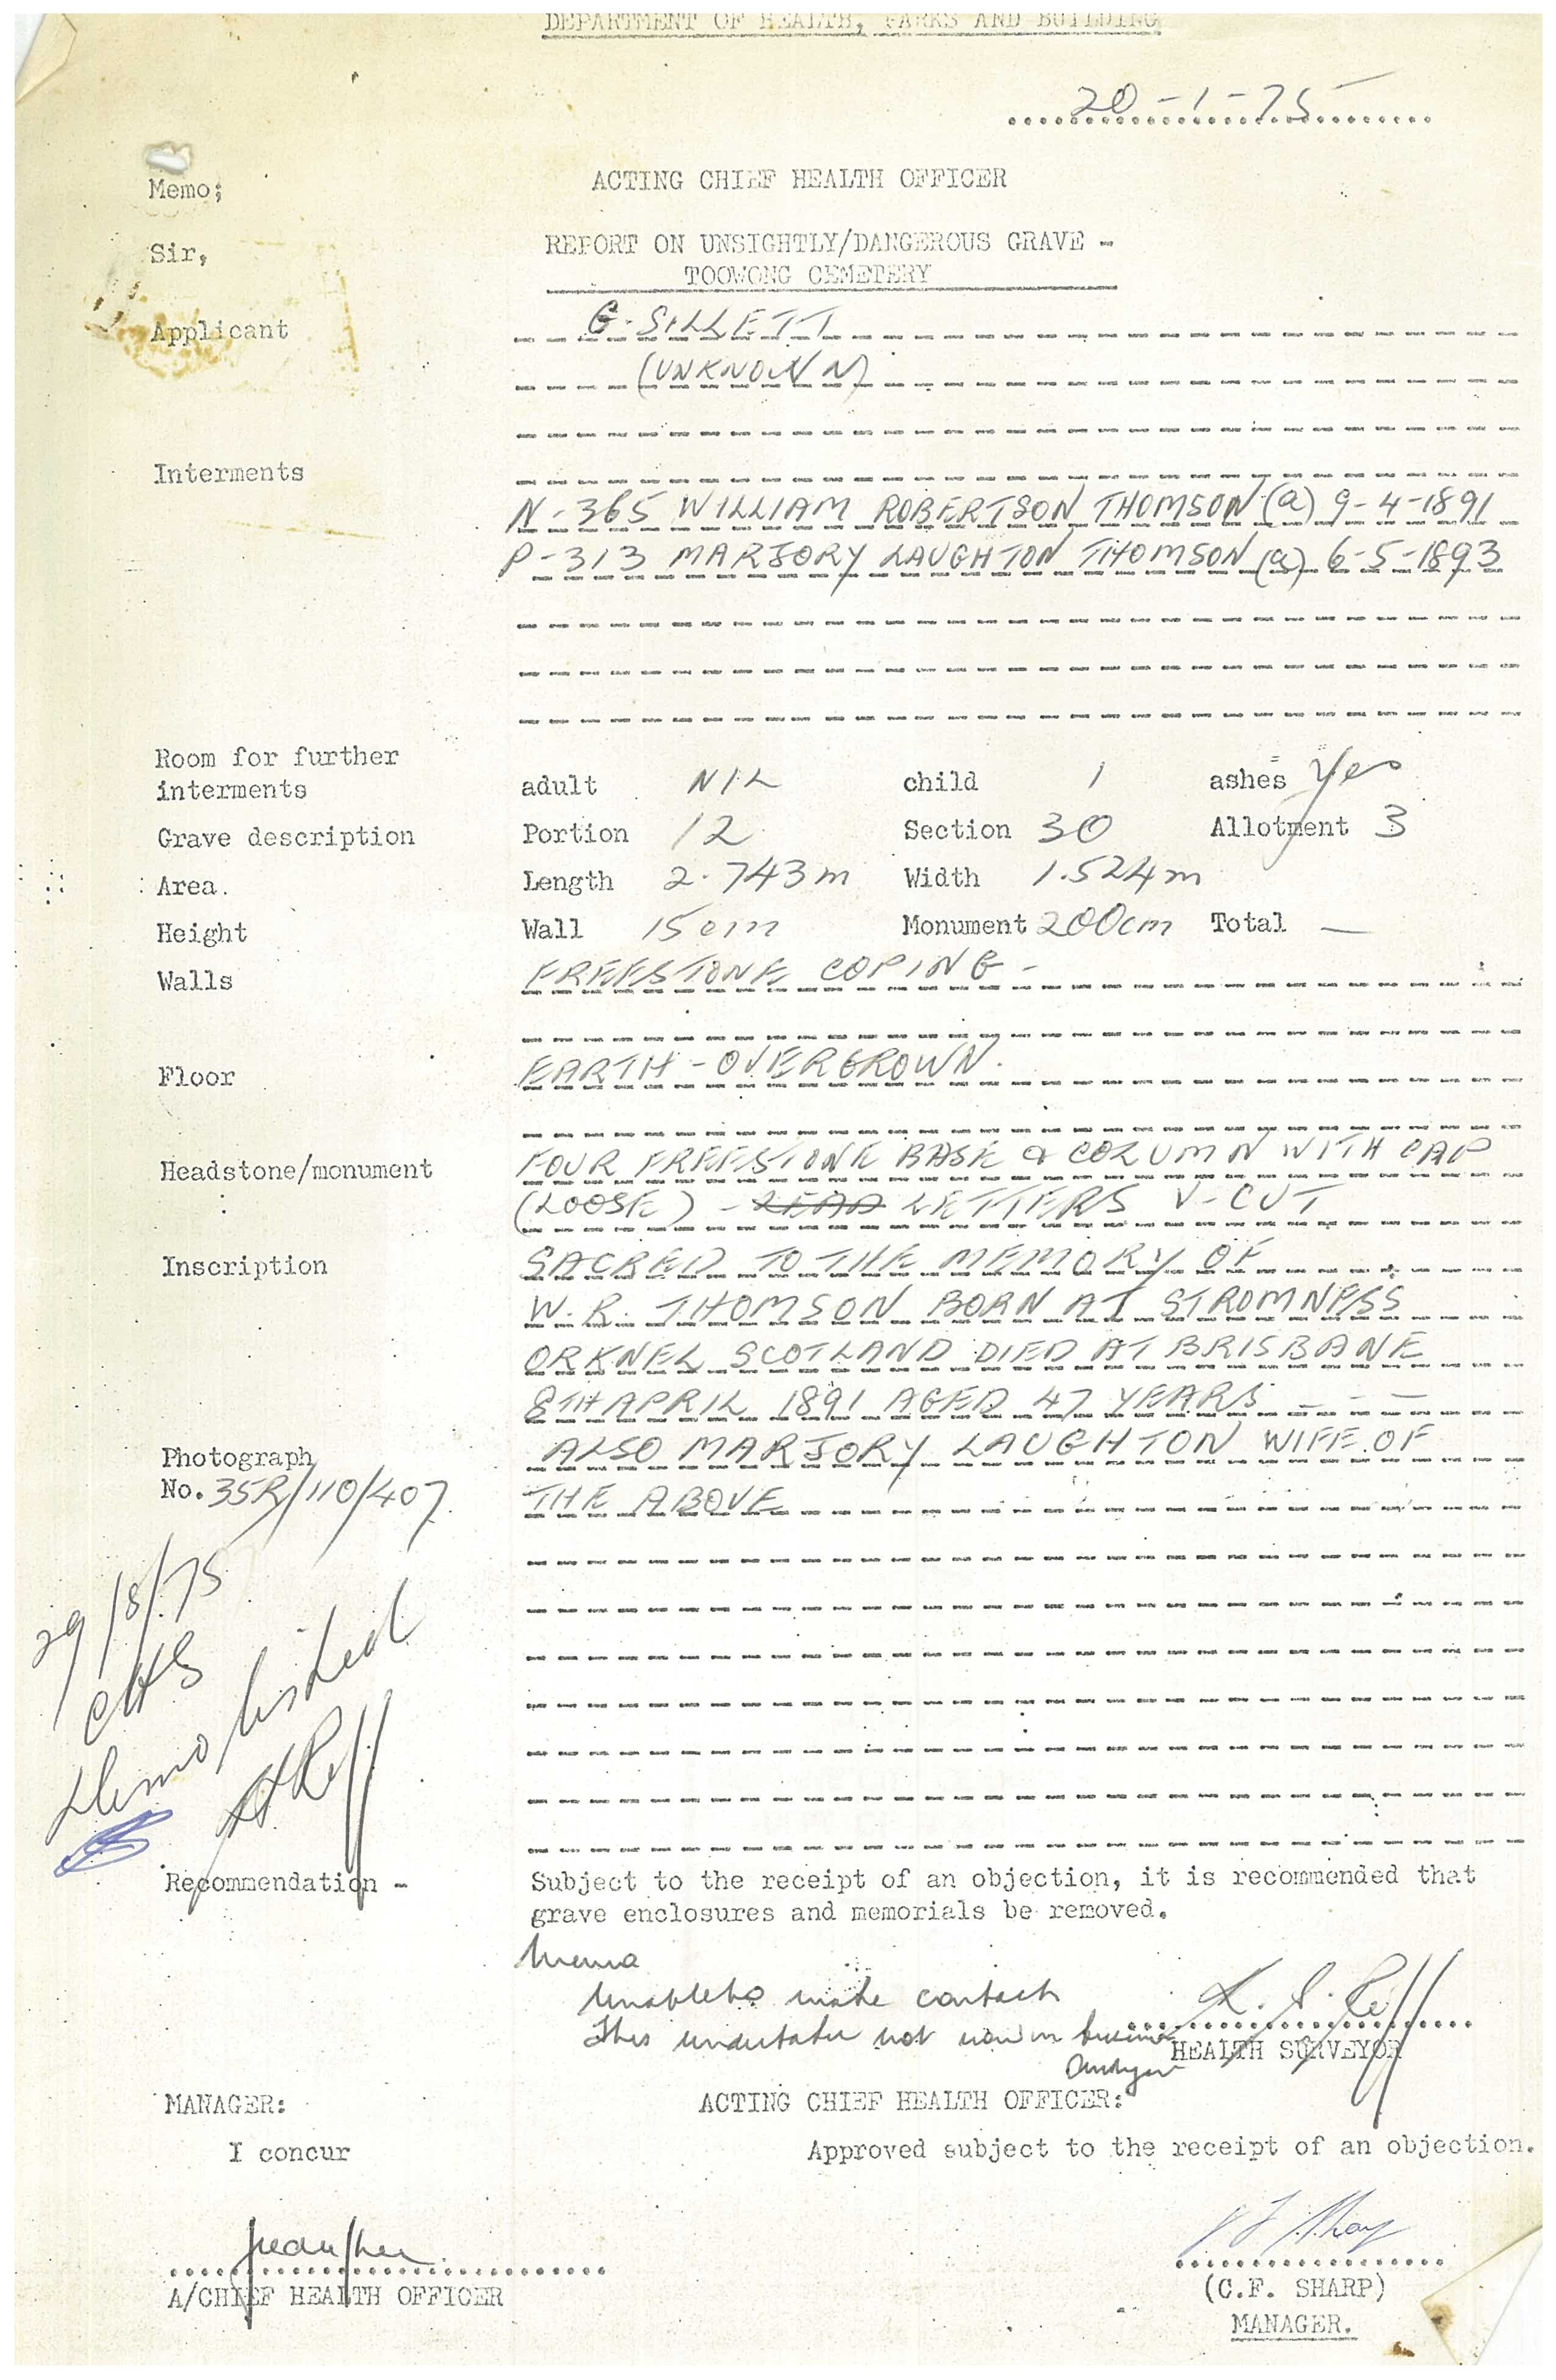 DEPARTMENT OF HEALTH, PARKS AND BUILDING
20-1-75
Memo; ACTING CHIEF HEALTH OFFICER
Sir, REPORT ON UNSIGHTLY/DANGEROUS GRAVE -
TOOWONG CEMETERY
Applicant G. SILLETT
(UNKNOWN)
Interments
N-365 WILLIAM ROBERTSON THOMSON (a) 9-4-1891
P-313 MARJORY LAUGHTON THOMSON (a) 6-5-1893
Room for further
interments adult NIL child 1 ashes Yes
Grave description Portion 12 Section 30 Allotment 3
Area. Length 2.743m Width 1.524m
Height Wall 15cm Monument 200cm Total —
Walls FREESTONE COPING -
Floor EARTH - OVERGROWN.
Headstone/monument FOUR FREESTONE BASE & COLUMN WITH CAP
(LOOSE) - LEAD LETTERS V-CUT
Inscription SACRED TO THE MEMORY OF
W.R. THOMSON BORN AT STROMNESS
ORKNEL SCOTLAND DIED AT BRISBANE
8TH APRIL 1891 AGED 47 YEARS - - -
ALSO MARJORY LAUGHTON WIFE OF
Photograph
No. 35R/110/407 THE ABOVE
29/8/75
CHS
Demolished
Recommendation - Subject to the receipt of an objection, it is recommended that
grave enclosures and memorials be removed.
Memo
Unable to make contact
This undertaker not now in business
HEALTH SURVEYOR
MANAGER: ACTING CHIEF HEALTH OFFICER:
I concur Approved subject to the receipt of an objection.
A/CHIEF HEALTH OFFICER (C.F. SHARP)
MANAGER.